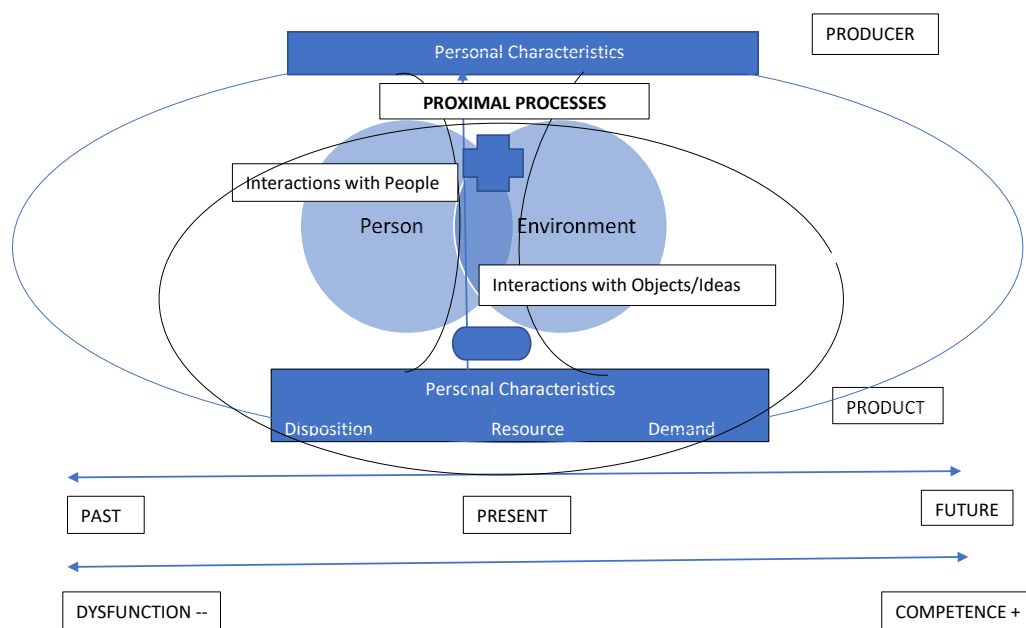 PRODUCER
Personal Characteristics
PROXIMAL PROCESSES
Interactions with People
Person
Environment
Interactions with Objects/Ideas
Personal Characteristics
Disposition Resource Demand
PRODUCT
PAST
PRESENT
FUTURE
DYSFUNCTION --
COMPETENCE +